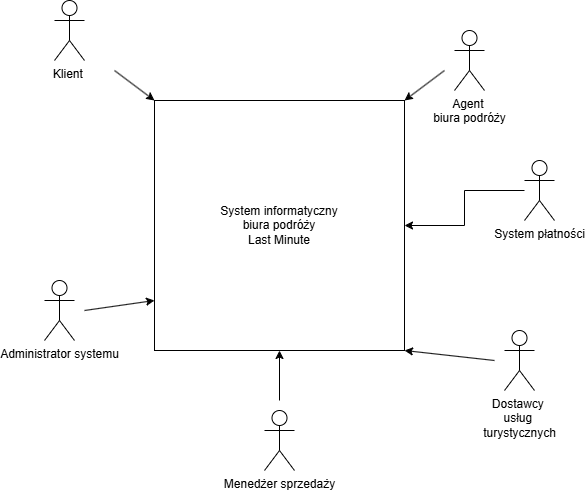 Klient
Agent
biura podróży
System informatyczny
biura podróży
Last Minute
System płatności
Administrator systemu
Dostawcy
usług
turystycznych
Menedżer sprzedaży